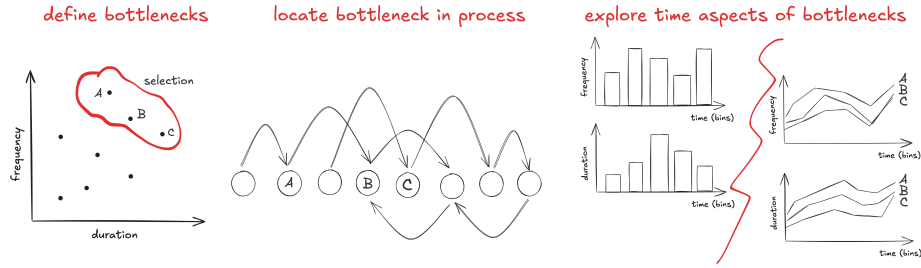 define bottlenecks
selection
A
B
C
frequency
duration
locate bottleneck in process
A
B
C
explore time aspects of bottlenecks
frequency
time (bins)
duration
time (bins)
frequency
A
B
C
time (bins)
duration
A
B
C
time (bins)